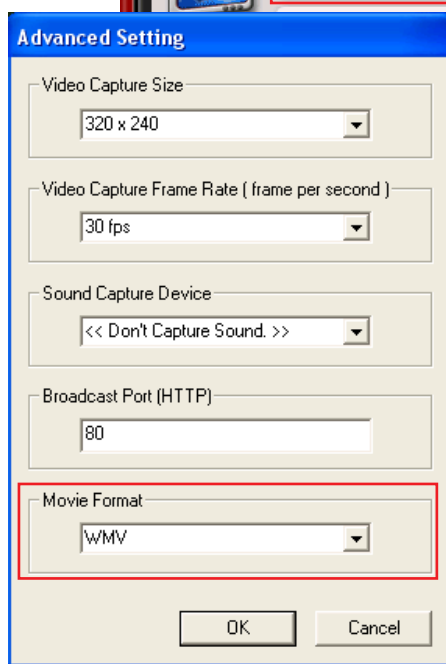 Advanced Setting
Video Capture Size
320 x 240
Video Capture Frame Rate ( frame per second )
30 fps
Sound Capture Device
<< Don't Capture Sound. >>
Broadcast Port (HTTP)
80
Movie Format
WMV
OK Cancel